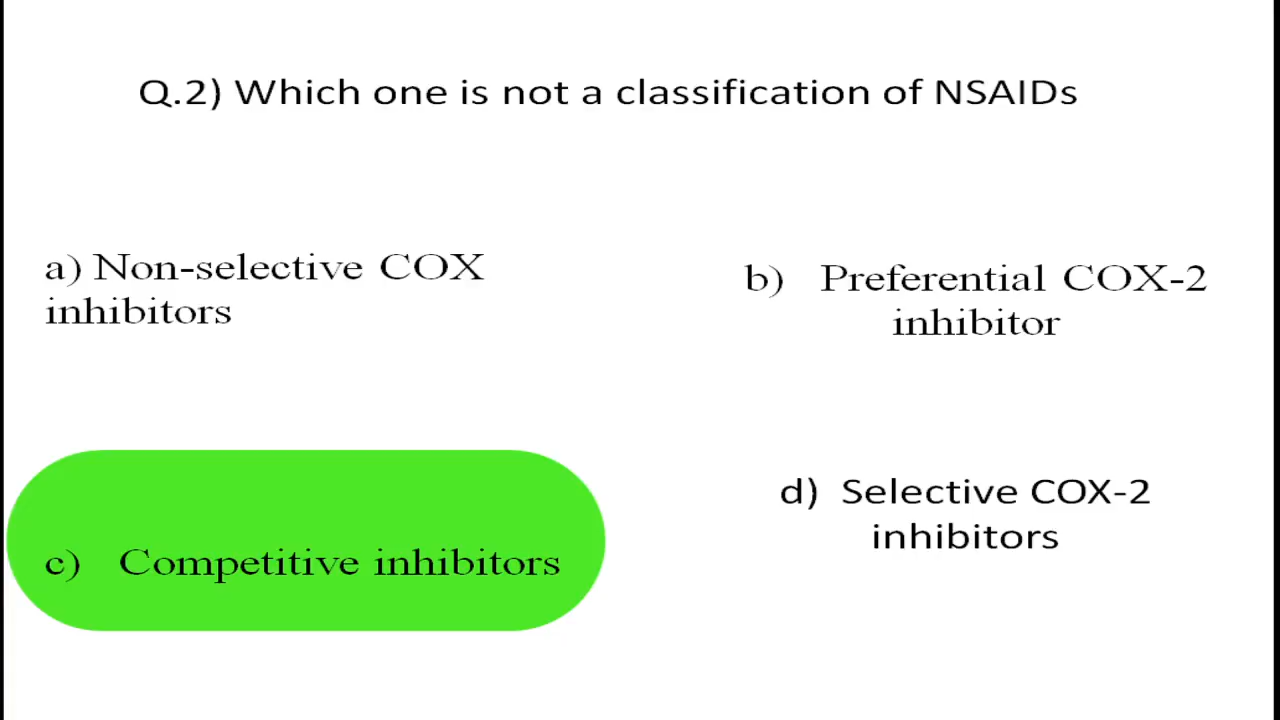 Q.2) Which one is not a classification of NSAIDs
a) Non-selective COX
inhibitors
b) Preferential COX-2
inhibitor
c) Competitive inhibitors
d) Selective COX-2
inhibitors